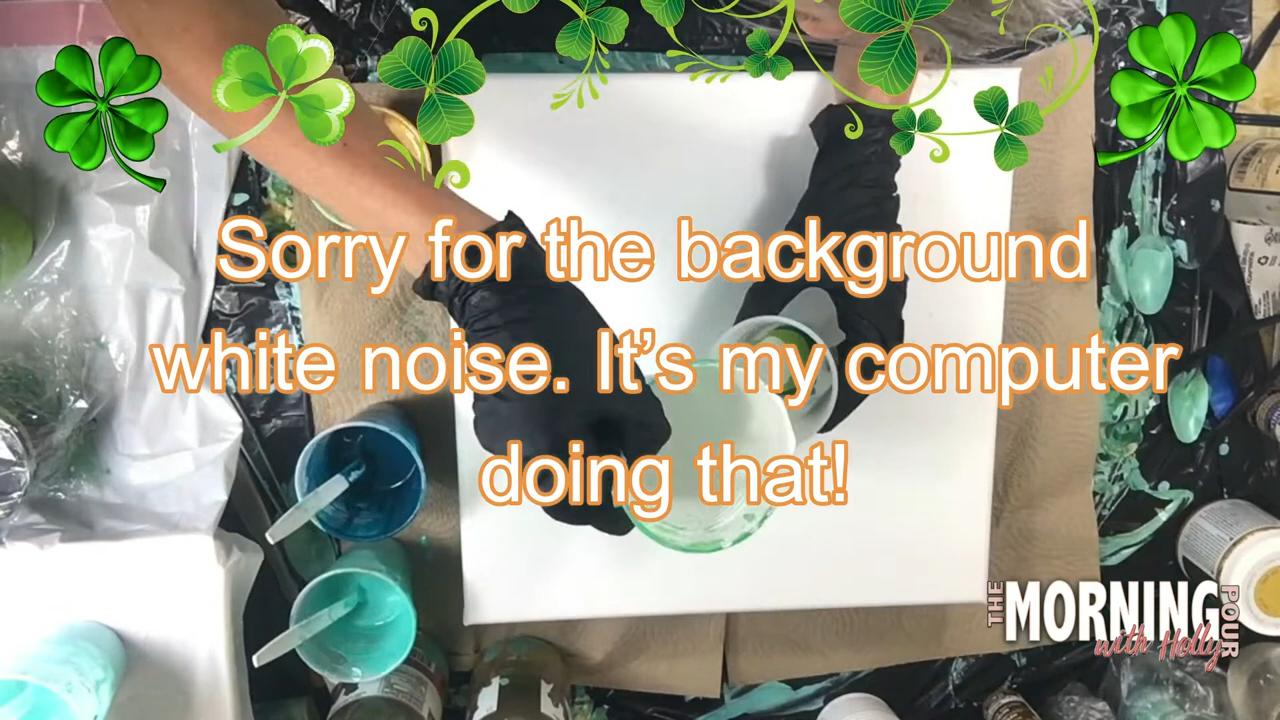 Sorry for the background
white noise. It’s my computer
doing that!
THE MORNING POUR
with Holly